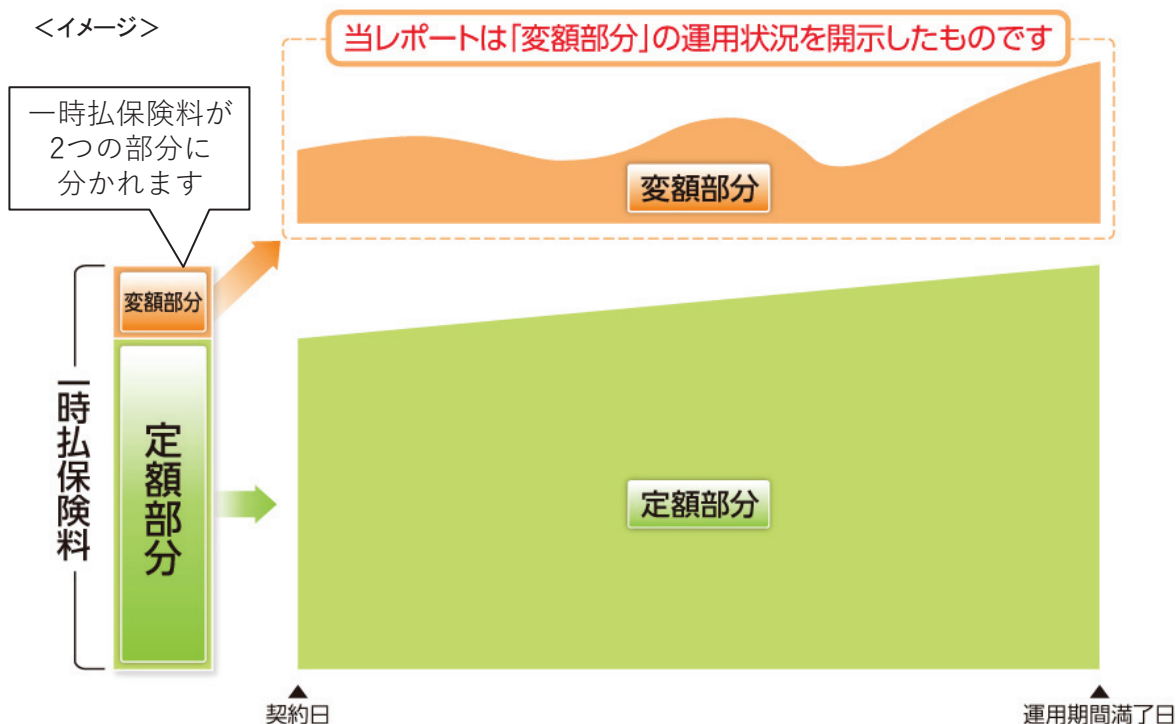 ＜イメージ＞
当レポートは「変額部分」の運用状況を開示したものです
一時払保険料が
2つの部分に
分かれます
変額部分
変額部分
一時払保険料
定額部分
定額部分
契約日
運用期間満了日